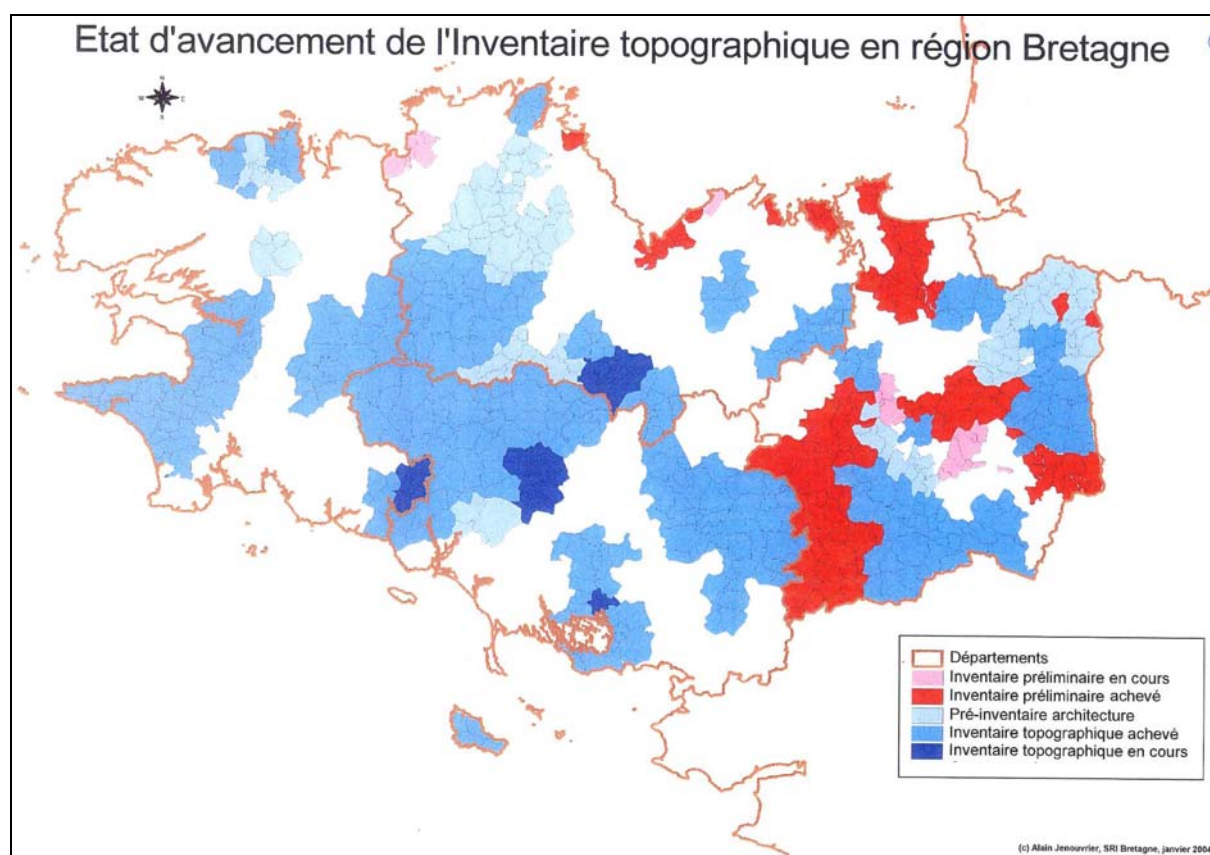 Etat d'avancement de l'Inventaire topographique en région Bretagne
N
W E
S
Départements
Inventaire préliminaire en cours
Inventaire préliminaire achevé
Pré-inventaire architecture
Inventaire topographique achevé
Inventaire topographique en cours
(c) Alain Jenouvrier, SRI Bretagne, janvier 2004